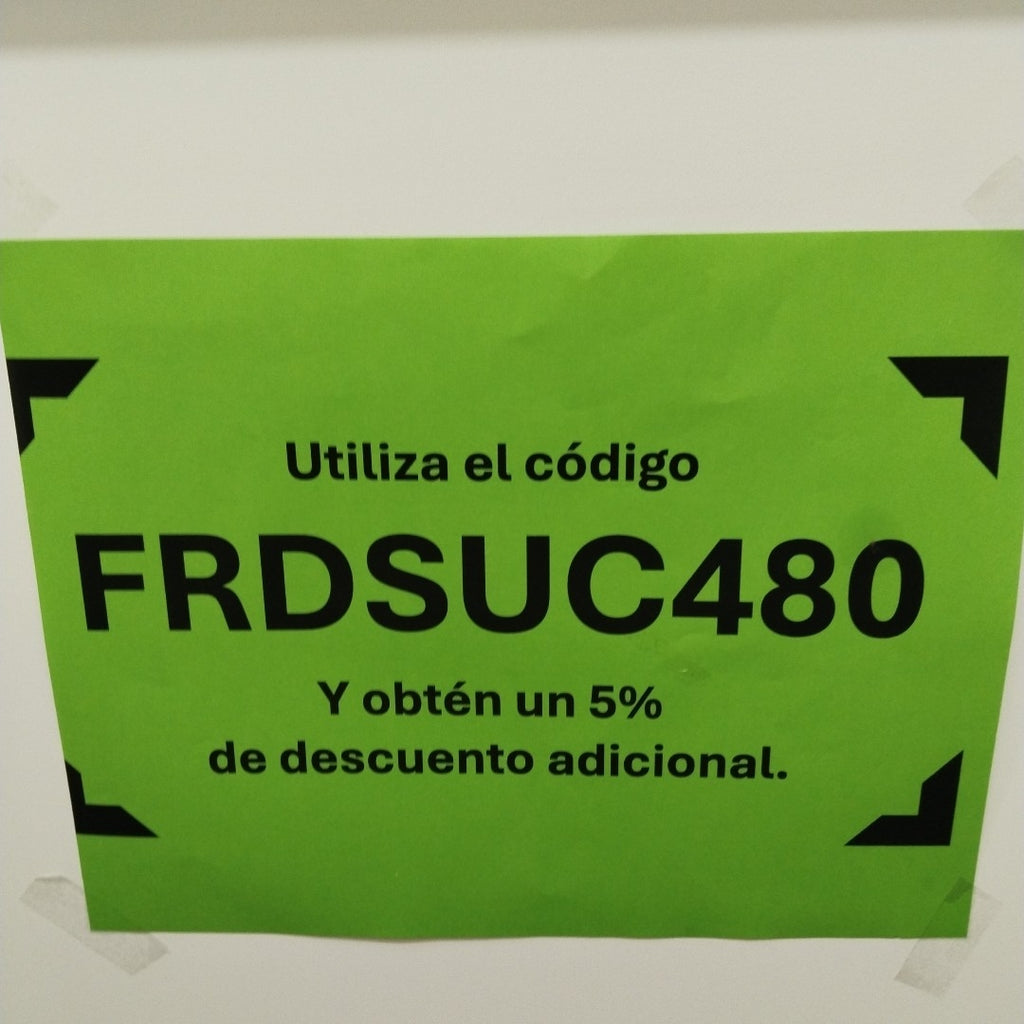 Utiliza el código
FRDSUC480
Y obtén un 5%
de descuento adicional.